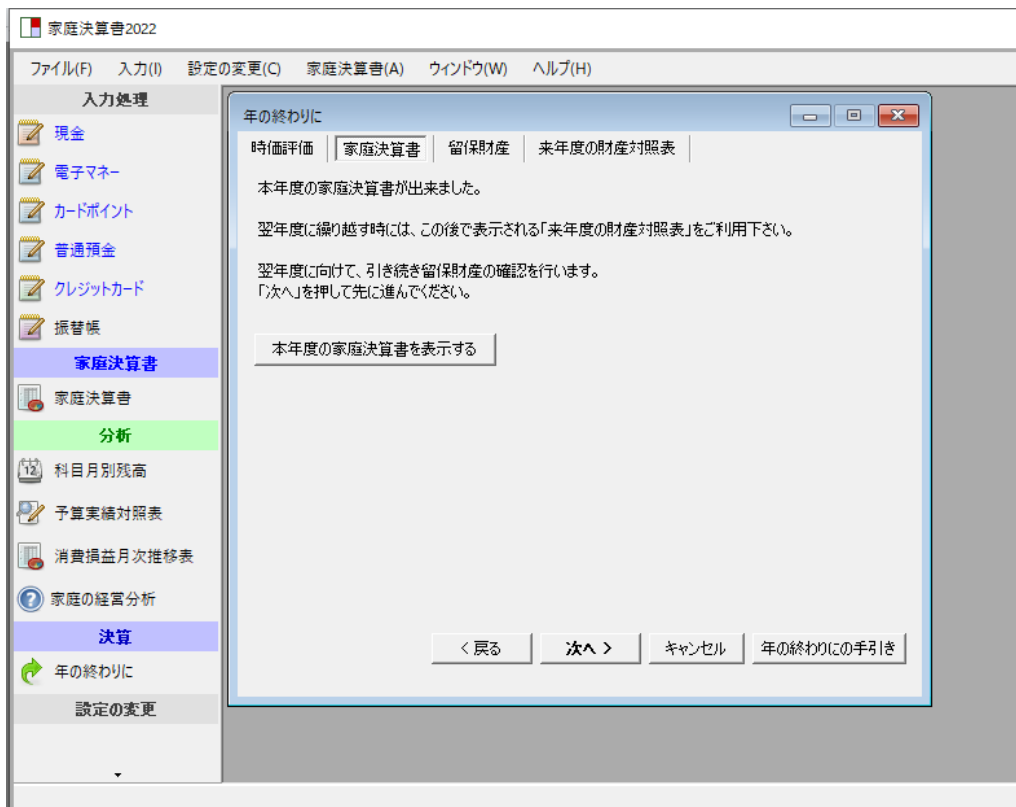 家庭決算書2022
ファイル(F) 入力(I) 設定の変更(C) 家庭決算書(A) ウィンドウ(W) ヘルプ(H)
入力処理
現金
電子マネー
カードポイント
普通預金
クレジットカード
振替帳
家庭決算書
家庭決算書
分析
12
科目月別残高
予算実績対照表
消費損益月次推移表
家庭の経営分析
決算
年の終わりに
設定の変更
年の終わりに
時価評価 家庭決算書 留保財産 来年度の財産対照表
本年度の家庭決算書が出来ました。
翌年度に繰り越す時には、この後で表示される「来年度の財産対照表」をご利用下さい。
翌年度に向けて、引き続き留保財産の確認を行います。
「次へ」を押して先に進んでください。
本年度の家庭決算書を表示する
< 戻る 次へ > キャンセル 年の終わりにの手引き